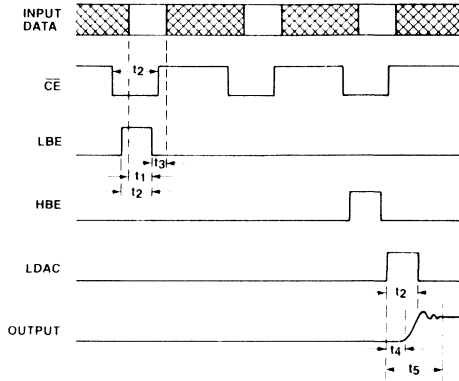 INPUT
DATA
t2
CE
LBE
t3
t1
t2
HBE
LDAC
t2
OUTPUT
t4
t5